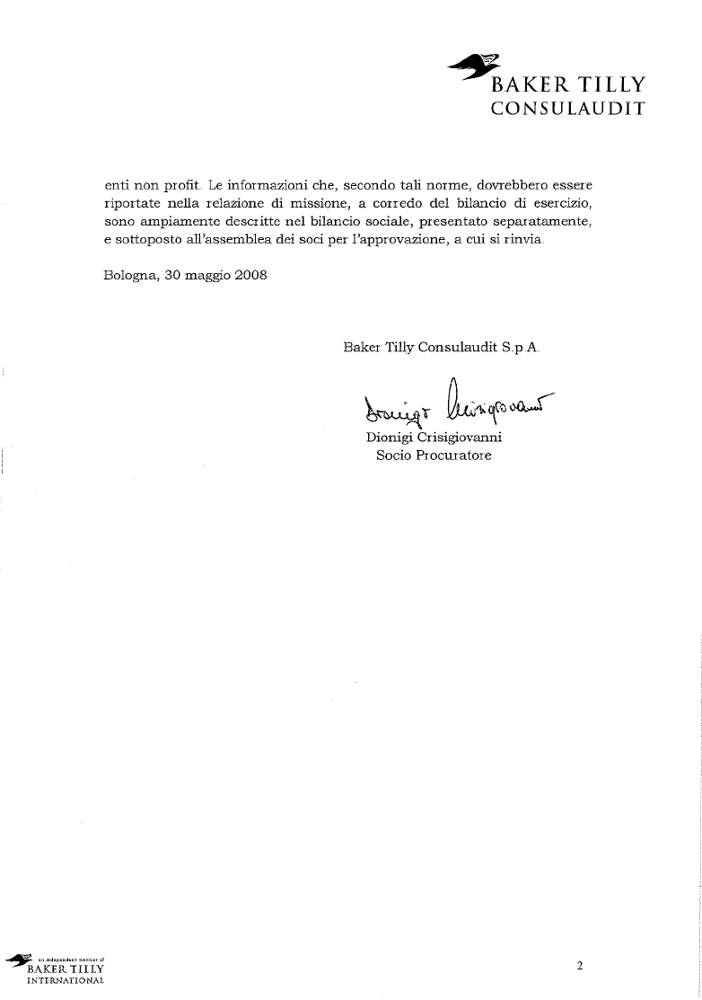 BAKER TILLY
CONSULAUDIT
enti non profit. Le informazioni che, secondo tali norme, dovrebbero essere
riportate nella relazione di missione, a corredo del bilancio di esercizio,
sono ampiamente descritte nel bilancio sociale, presentato separatamente,
e sottoposto all'assemblea dei soci per l'approvazione, a cui si rinvia.
Bologna, 30 maggio 2008
Baker Tilly Consulaudit S.p.A.
Dionigi Crisigiovanni
Dionigi Crisigiovanni
Socio Procuratore
an independent member of
BAKER TILLY
INTERNATIONAL
2